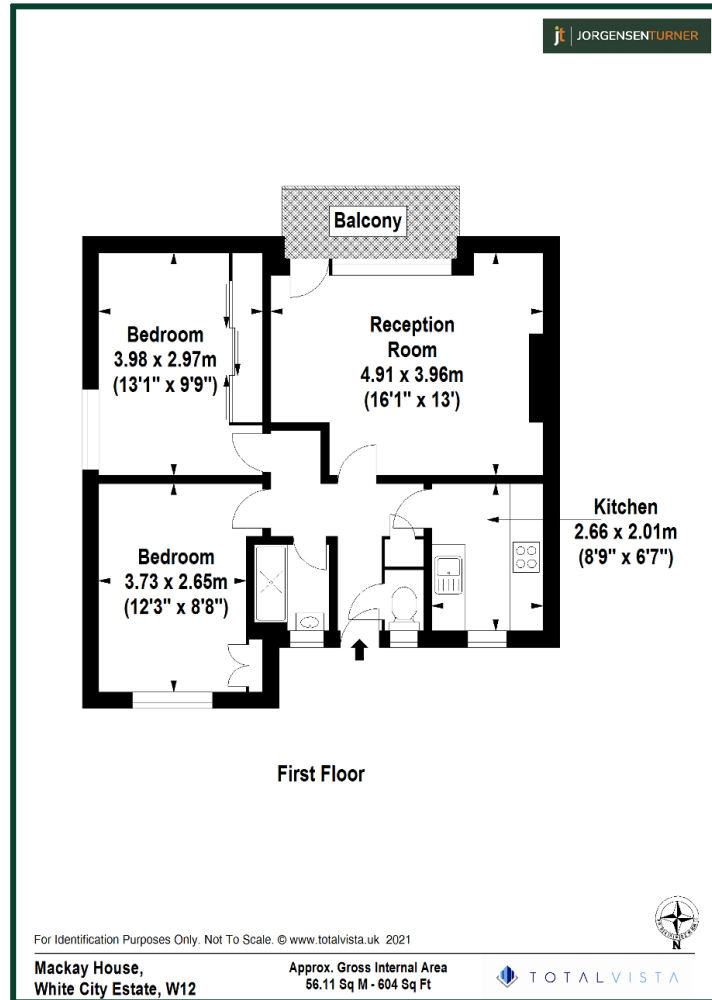 jt JORGENSENTURNER
Balcony
Bedroom
3.98 x 2.97m
(13'1" x 9'9")
Reception
Room
4.91 x 3.96m
(16'1" x 13')
Kitchen
2.66 x 2.01m
(8'9" x 6'7")
Bedroom
3.73 x 2.65m
(12'3" x 8'8")
First Floor
N
For Identification Purposes Only. Not To Scale. © www.totalvista.uk 2021
Mackay House,
White City Estate, W12
Approx. Gross Internal Area
56.11 Sq M - 604 Sq Ft
TOTALVISTA